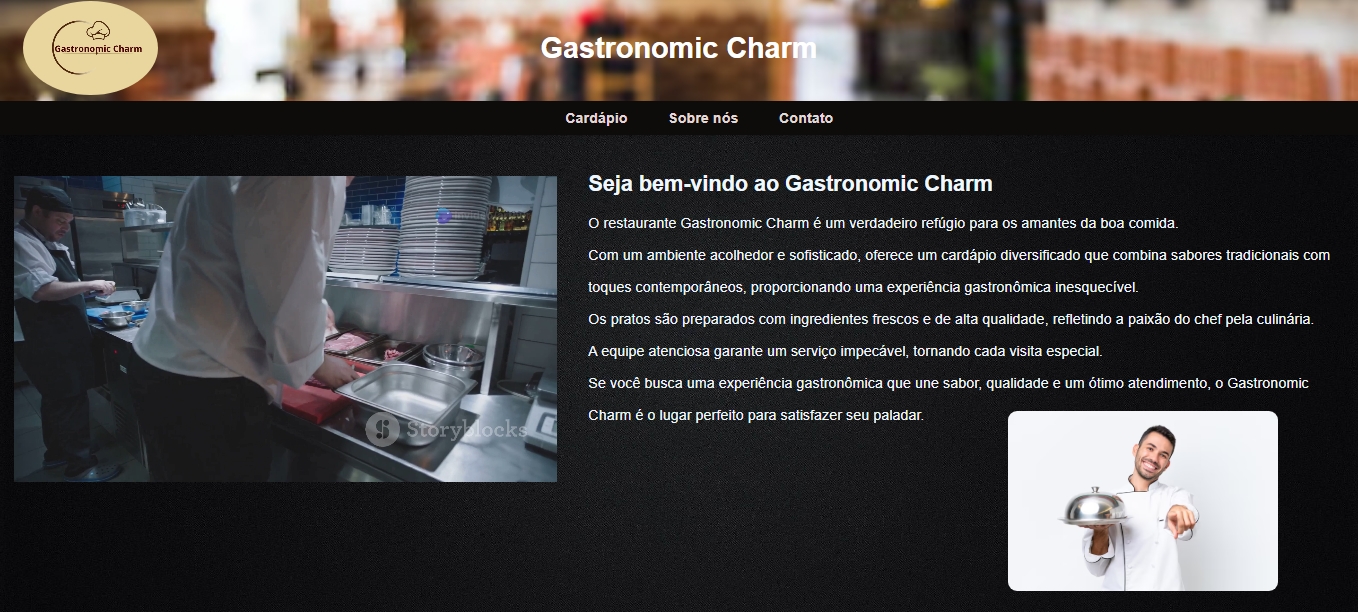 Gastronomic Charm
Gastronomic Charm
Cardápio
Sobre nós
Contato
Seja bem-vindo ao Gastronomic Charm
O restaurante Gastronomic Charm é um verdadeiro refúgio para os amantes da boa comida.
Com um ambiente acolhedor e sofisticado, oferece um cardápio diversificado que combina sabores tradicionais com
toques contemporâneos, proporcionando uma experiência gastronômica inesquecível.
Os pratos são preparados com ingredientes frescos e de alta qualidade, refletindo a paixão do chef pela culinária.
A equipe atenciosa garante um serviço impecável, tornando cada visita especial.
Se você busca uma experiência gastronômica que une sabor, qualidade e um ótimo atendimento, o Gastronomic
Charm é o lugar perfeito para satisfazer seu paladar.
Storyblocks